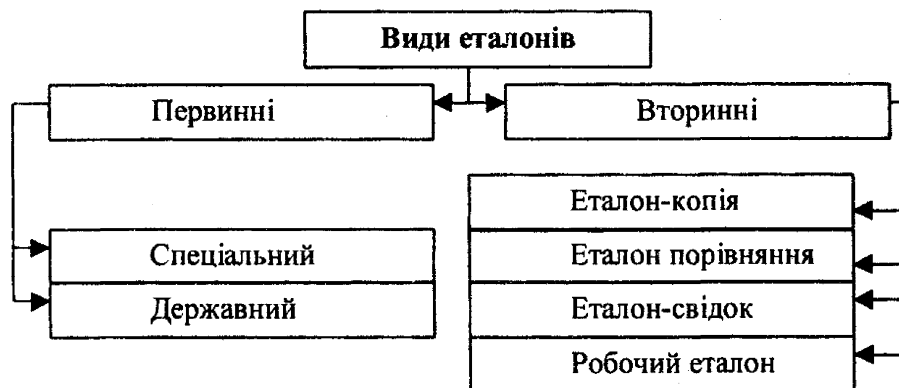 Види еталонів
Первинні
Вторинні
Спеціальний
Державний
Еталон-копія
Еталон порівняння
Еталон-свідок
Робочий еталон